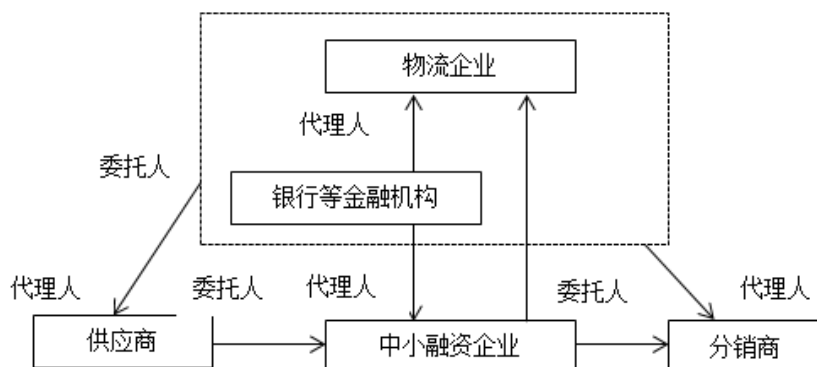 物流企业
代理人
委托人
银行等金融机构
代理人 委托人 代理人 委托人 代理人
供应商 中小融资企业 分销商